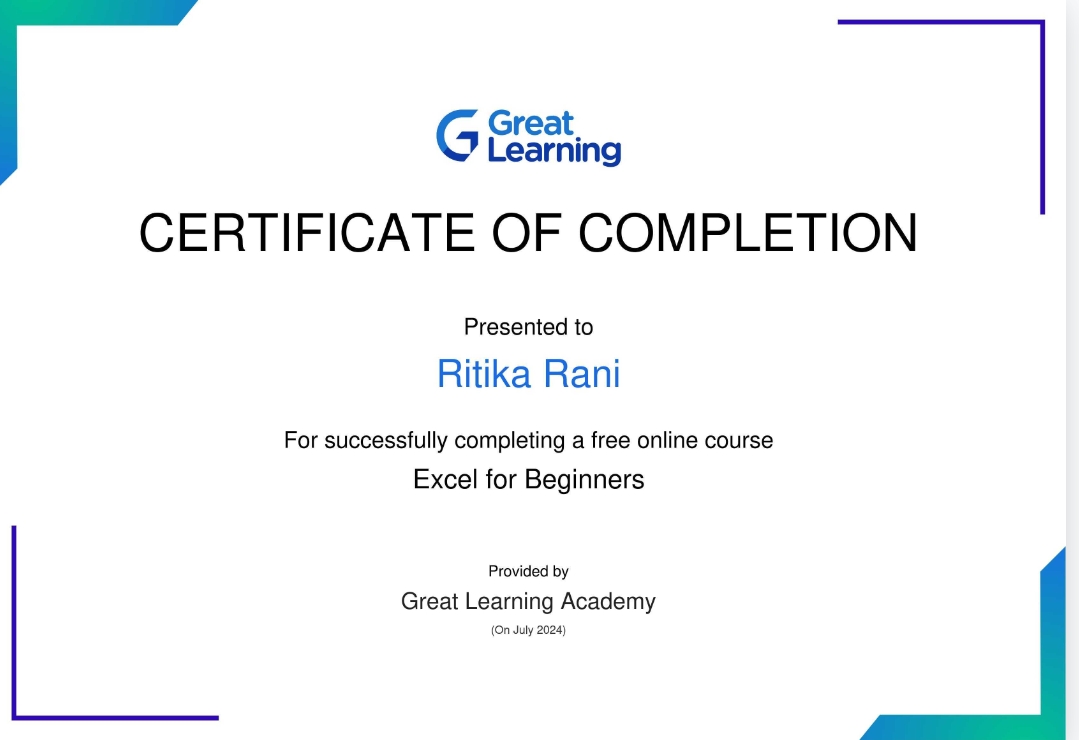 Great
Learning
CERTIFICATE OF COMPLETION
Presented to
Ritika Rani
For successfully completing a free online course
Excel for Beginners
Provided by
Great Learning Academy
(On July 2024)